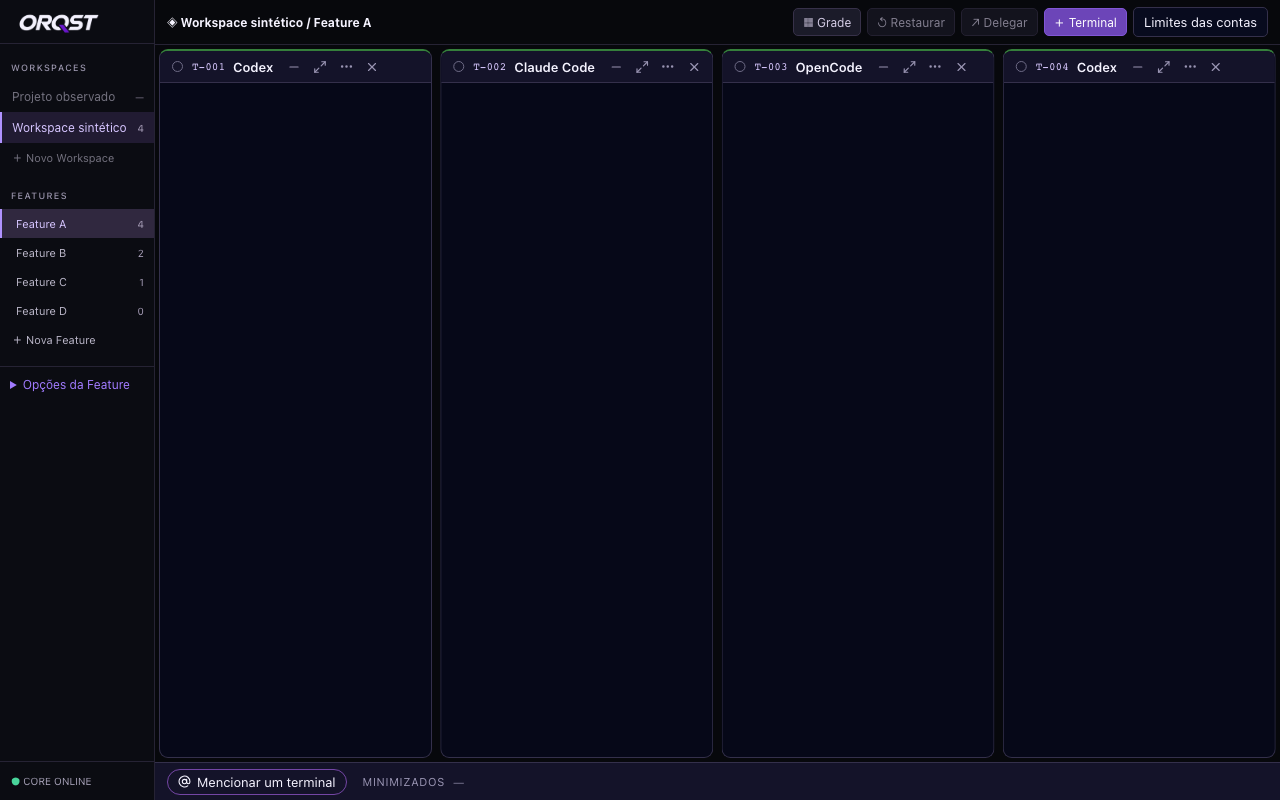 ORQST
◈ Workspace sintético / Feature A
▦ Grade
↺ Restaurar
↗ Delegar
+ Terminal
Limites das contas
WORKSPACES
Projeto observado —
Workspace sintético 4
+ Novo Workspace
FEATURES
Feature A 4
Feature B 2
Feature C 1
Feature D 0
+ Nova Feature
▶ Opções da Feature
CORE ONLINE
T-001 Codex
T-002 Claude Code
T-003 OpenCode
T-004 Codex
@ Mencionar um terminal
MINIMIZADOS —